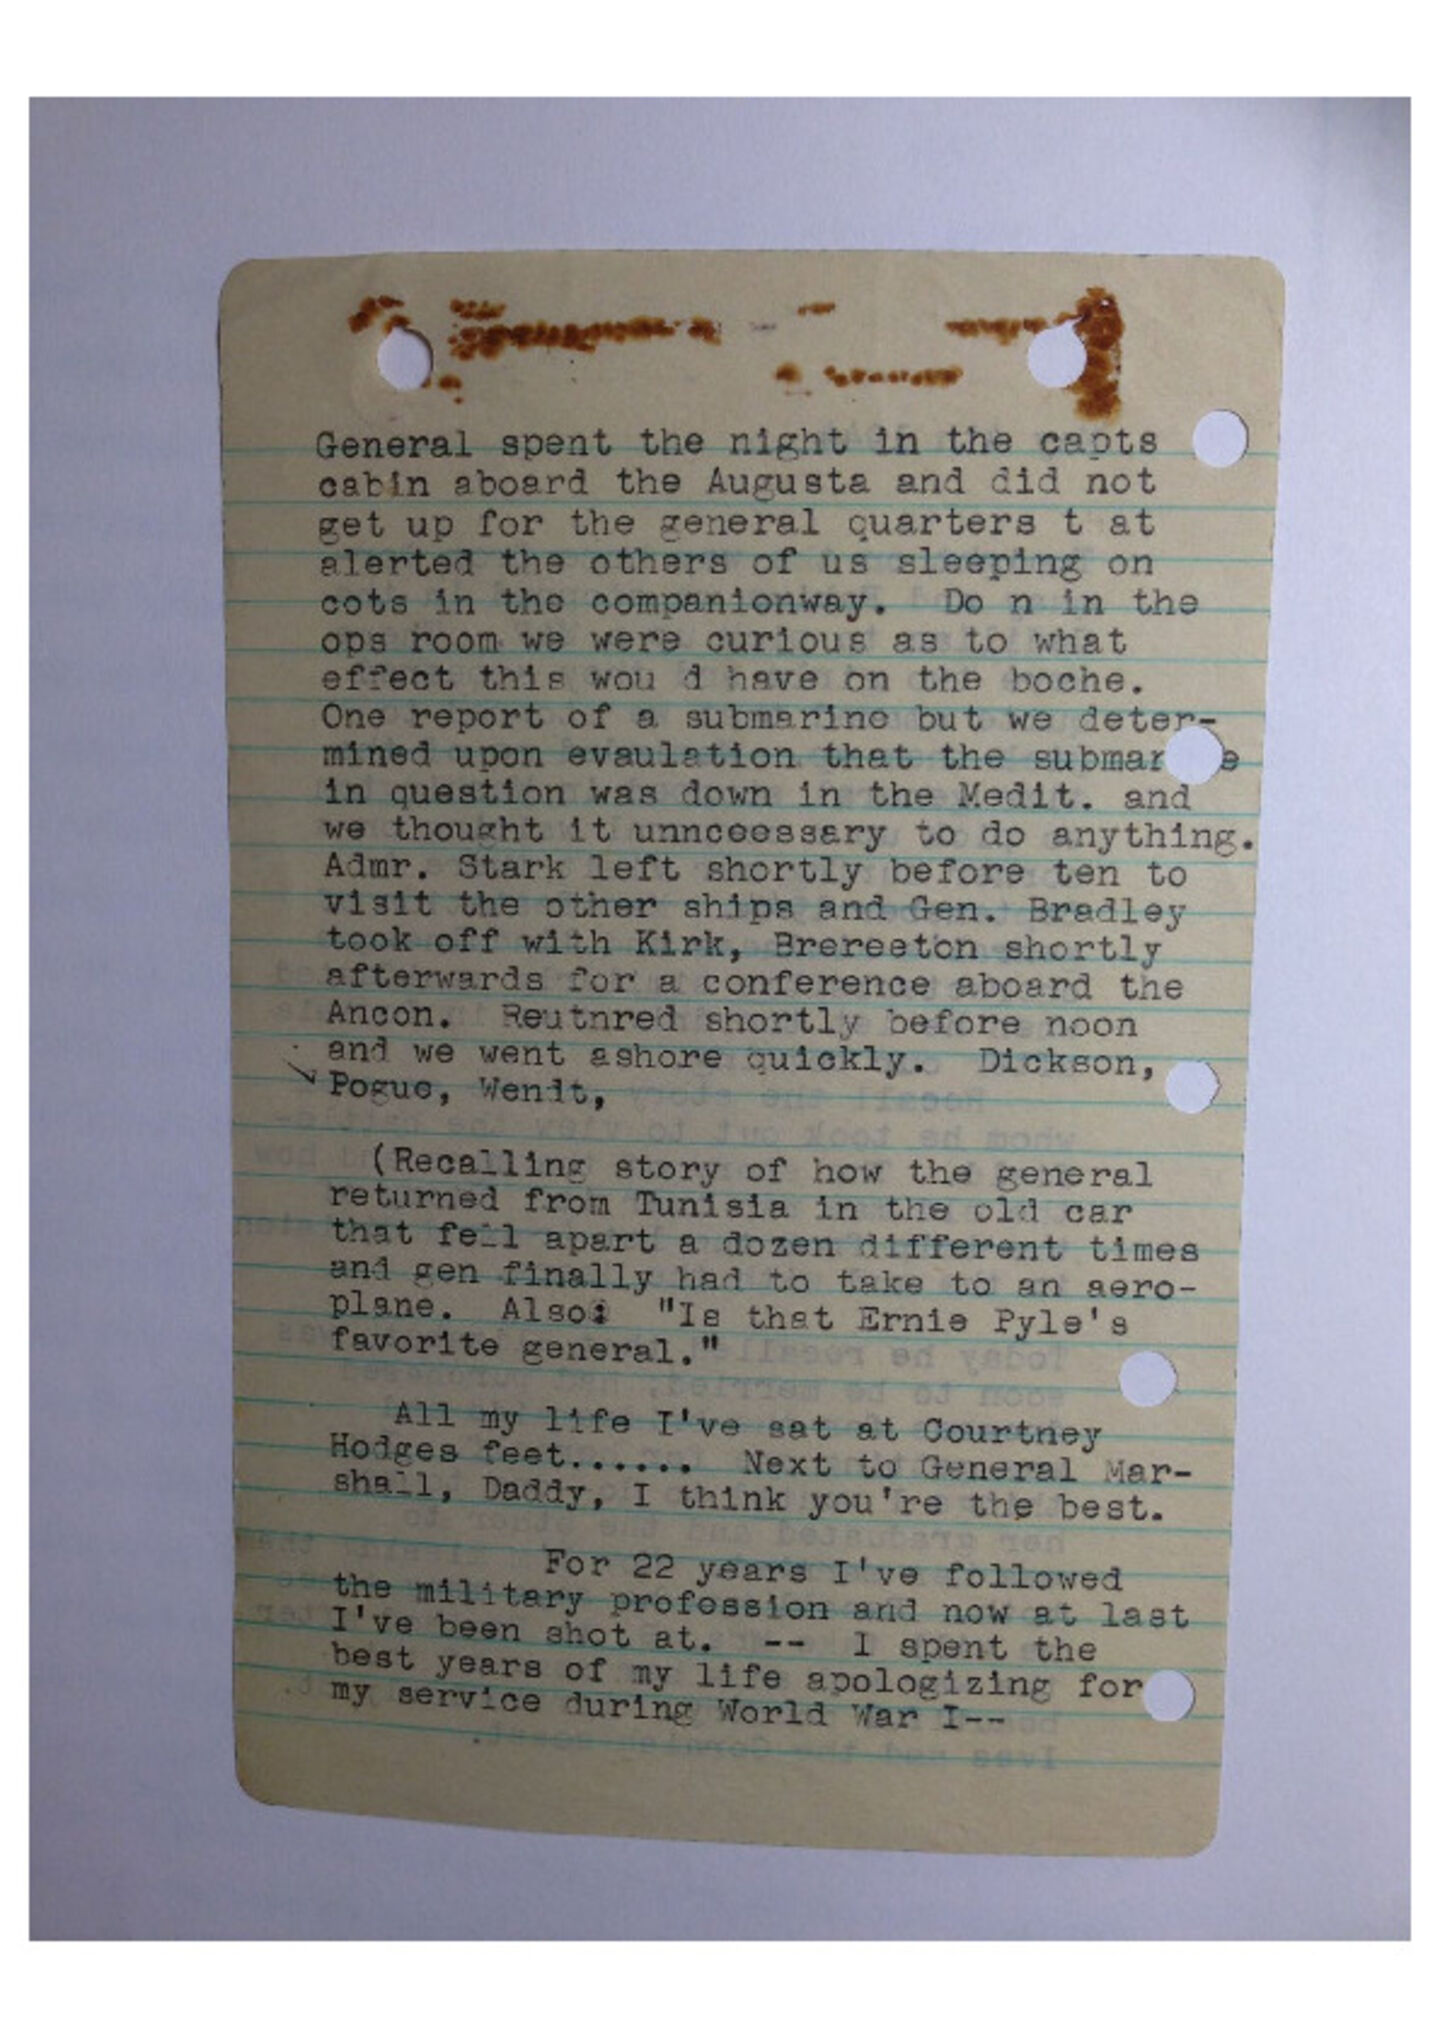 General spent the night in the capts
cabin aboard the Augusta and did not
get up for the general quarters t at
alerted the others of us sleeping on
cots in the companionway.  Do n in the
ops room we were curious as to what
effect this wou d have on the boche.
One report of a submarine but we deter-
mined upon evaulation that the submar e
in question was down in the Medit. and
we thought it unncecssary to do anything.
Admr. Stark left shortly before ten to
visit the other ships and Gen. Bradley
took off with Kirk, Brereeton shortly
afterwards for a conference aboard the
Ancon.  Reutnred shortly before noon
and we went ashore quickly.  Dickson,
Pogue, Wendt,
(Recalling story of how the general
returned from Tunisia in the old car
that fell apart a dozen different times
and gen finally had to take to an aero-
plane.  Also:  "Is that Ernie Pyle's
favorite general."
All my life I've sat at Courtney
Hodges feet......  Next to General Mar-
shall, Daddy, I think you're the best.
For 22 years I've followed
the military profession and now at last
I've been shot at.  --  I spent the
best years of my life apologizing for
my service during World War I--